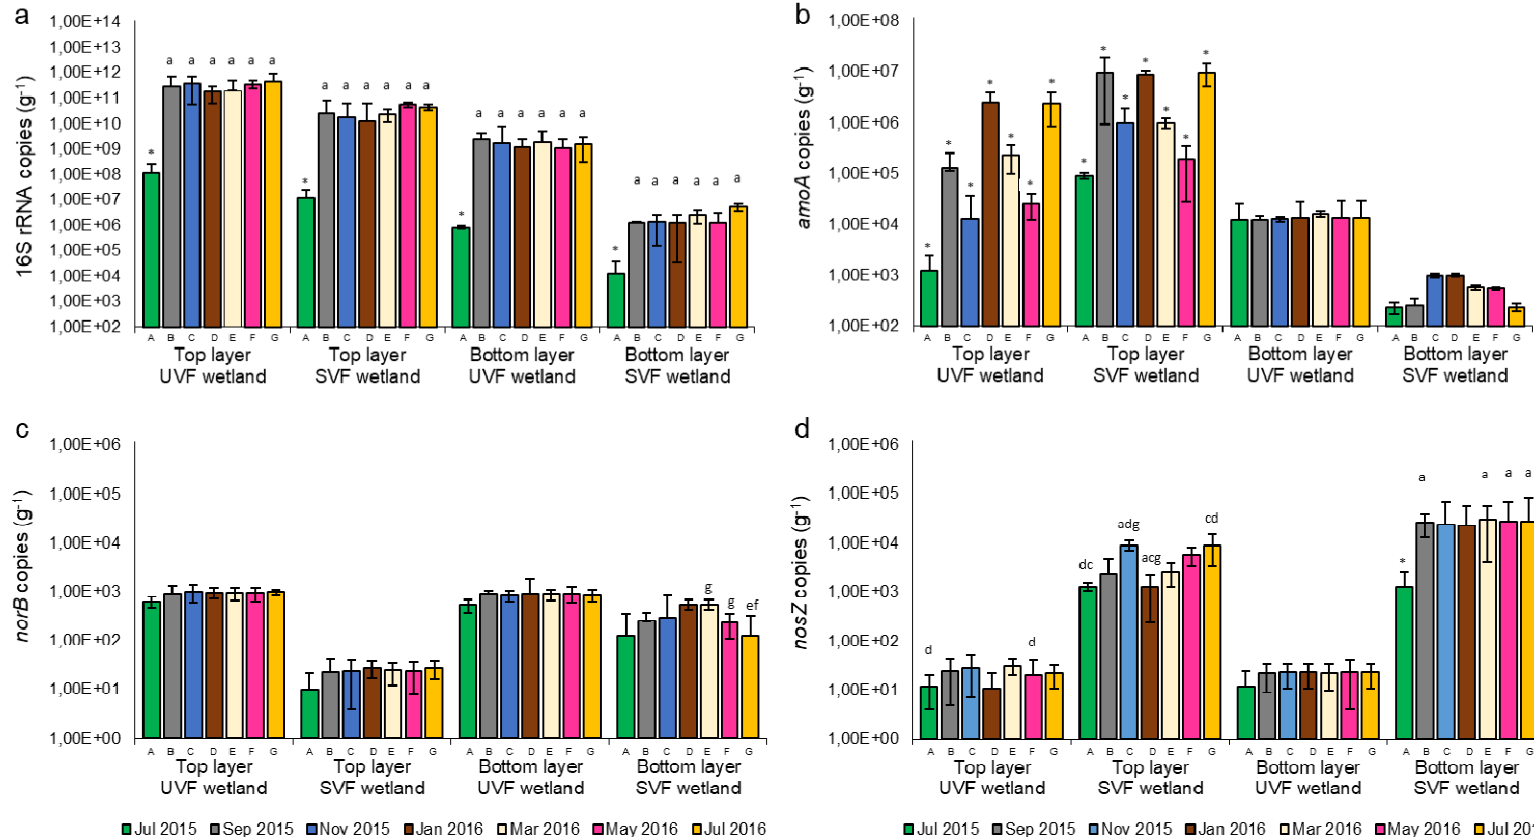 a
1,00E+14
1,00E+13
1,00E+12
1,00E+11
1,00E+10
1,00E+09
1,00E+08
1,00E+07
1,00E+06
1,00E+05
1,00E+04
1,00E+03
1,00E+02
16S rRNA copies (g⁻¹)
* a a a a a a
* a a a a a a
* a a a a a a
* a a a a a a
A B C D E F G A B C D E F G A B C D E F G A B C D E F G
Top layer Top layer Bottom layer Bottom layer
UVF wetland SVF wetland UVF wetland SVF wetland
b
1,00E+08
1,00E+07
1,00E+06
1,00E+05
1,00E+04
1,00E+03
1,00E+02
amoA copies (g⁻¹)
* * * * * * *
* * * * * * *
A B C D E F G A B C D E F G A B C D E F G A B C D E F G
Top layer Top layer Bottom layer Bottom layer
UVF wetland SVF wetland UVF wetland SVF wetland
c
1,00E+06
1,00E+05
1,00E+04
1,00E+03
1,00E+02
1,00E+01
1,00E+00
norB copies (g⁻¹)
g g ef
A B C D E F G A B C D E F G A B C D E F G A B C D E F G
Top layer Top layer Bottom layer Bottom layer
UVF wetland SVF wetland UVF wetland SVF wetland
Jul 2015 Sep 2015 Nov 2015 Jan 2016 Mar 2016 May 2016 Jul 2016
d
1,00E+06
1,00E+05
1,00E+04
1,00E+03
1,00E+02
1,00E+01
1,00E+00
nosZ copies (g⁻¹)
d d
dc adg acg cd
* a a a a
A B C D E F G A B C D E F G A B C D E F G A B C D E F G
Top layer Top layer Bottom layer Bottom layer
UVF wetland SVF wetland UVF wetland SVF wetland
Jul 2015 Sep 2015 Nov 2015 Jan 2016 Mar 2016 May 2016 Jul 201